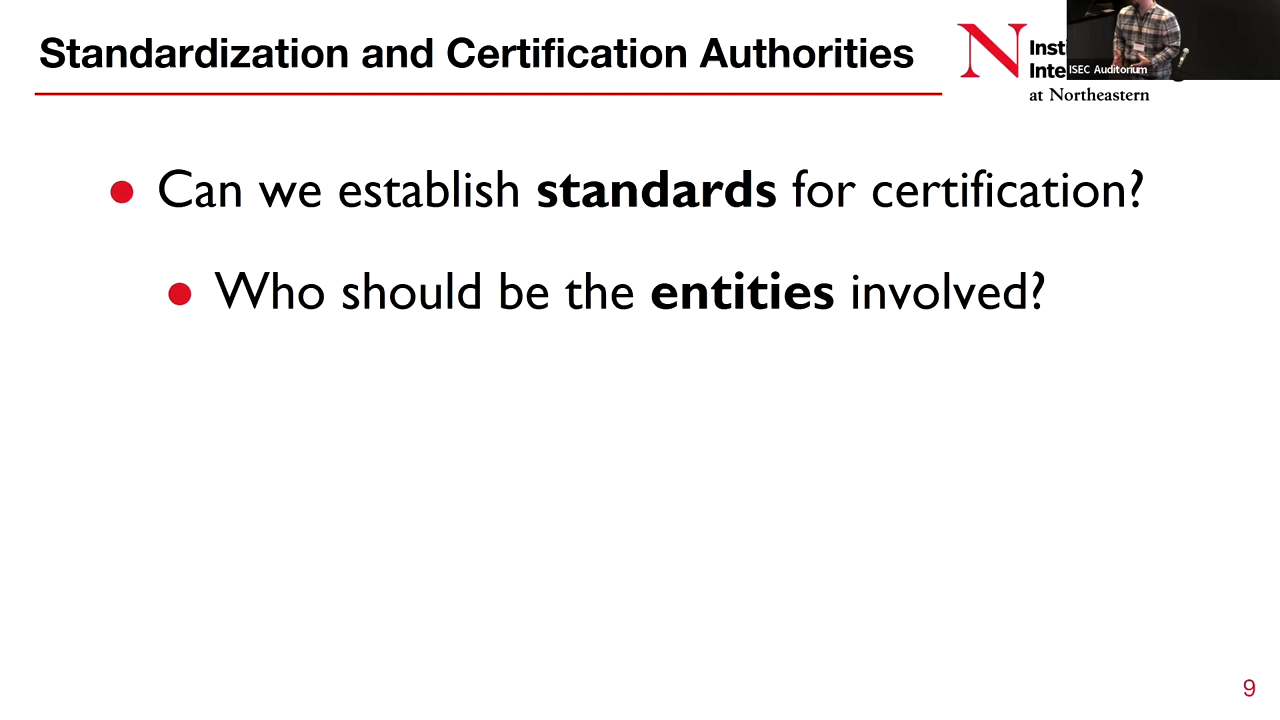 Standardization and Certification Authorities
N
at Northeastern
ISEC Auditorium
● Can we establish standards for certification?
● Who should be the entities involved?
9